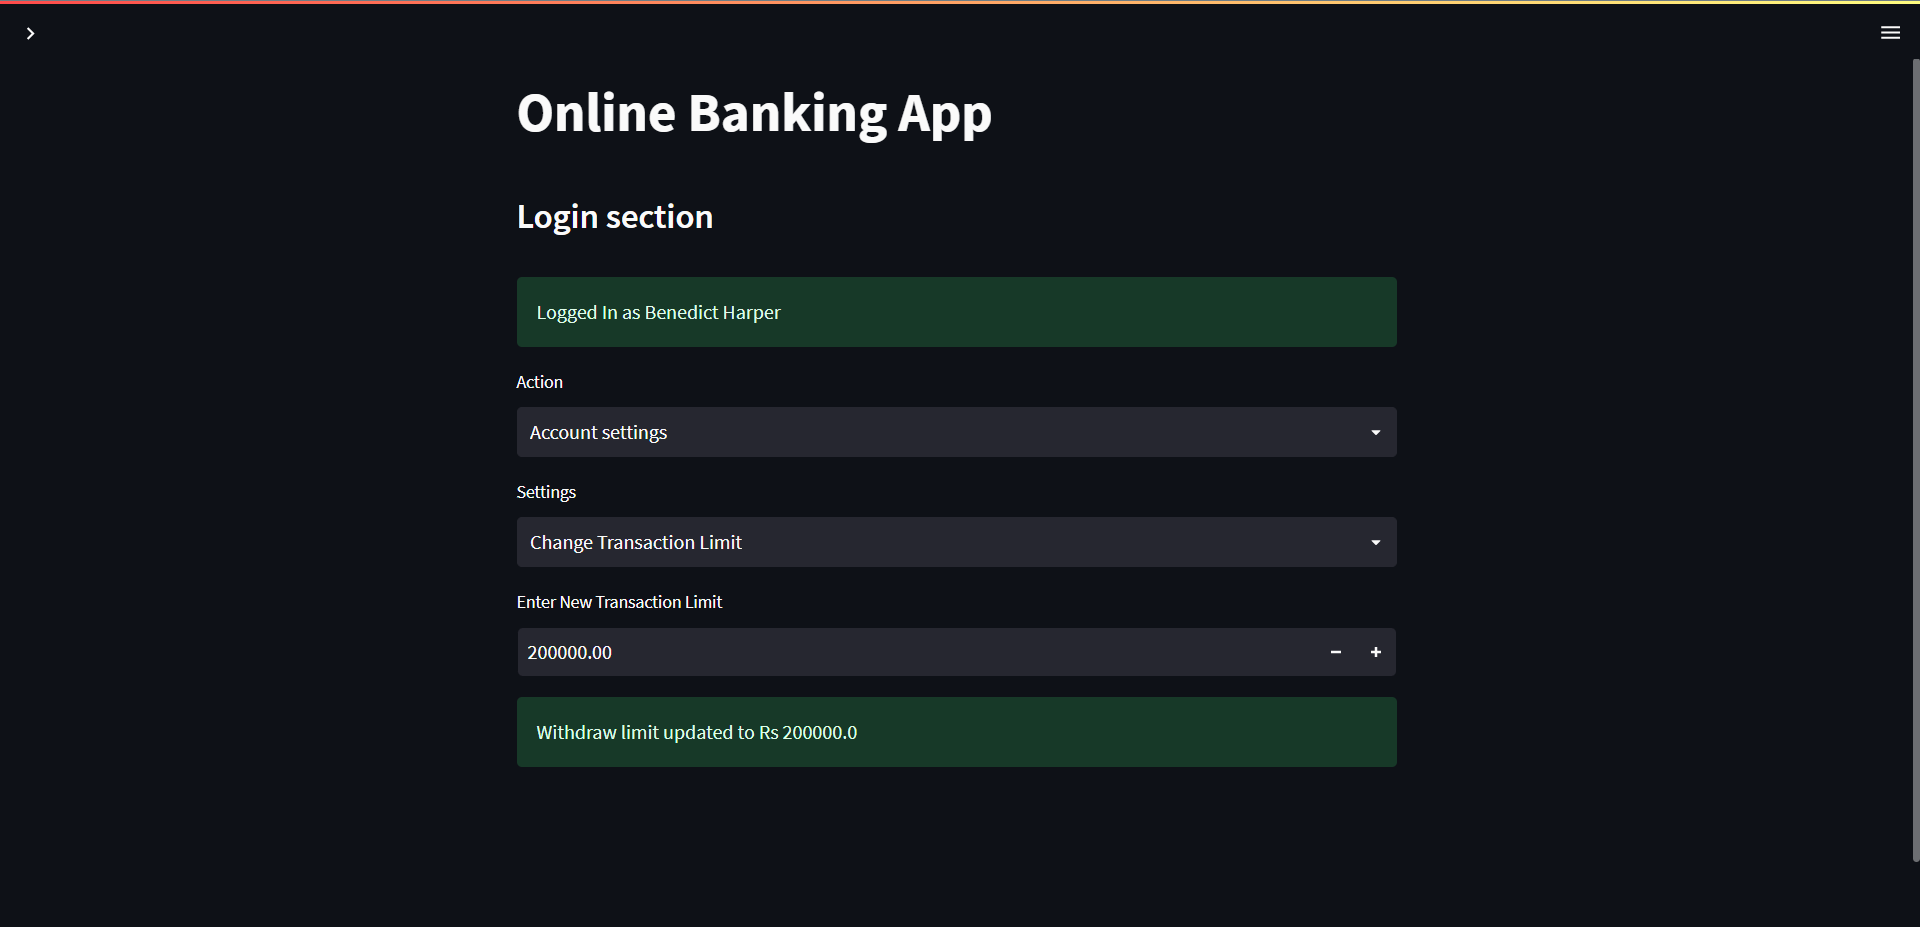 Online Banking App
Login section
Logged In as Benedict Harper
Action
Account settings
Settings
Change Transaction Limit
Enter New Transaction Limit
200000.00
Withdraw limit updated to Rs 200000.0